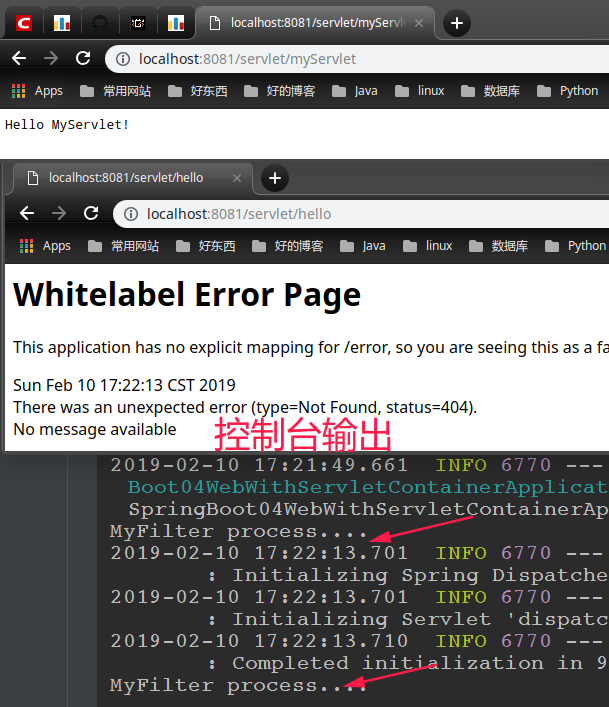 localhost:8081/servlet/myServl
localhost:8081/servlet/myServlet
Apps 常用网站 好东西 好的博客 Java linux 数据库 Python
Hello MyServlet!
localhost:8081/servlet/hello
localhost:8081/servlet/hello
Apps 常用网站 好东西 好的博客 Java linux 数据库 Python
Whitelabel Error Page
This application has no explicit mapping for /error, so you are seeing this as a fa
Sun Feb 10 17:22:13 CST 2019
There was an unexpected error (type=Not Found, status=404).
No message available
控制台输出
2019-02-10 17:21:49.661 INFO 6770 ---
Boot04WebWithServletContainerApplicat
SpringBoot04WebWithServletContainerAp
MyFilter process....
2019-02-10 17:22:13.701 INFO 6770 ---
: Initializing Spring Dispatche
2019-02-10 17:22:13.701 INFO 6770 ---
: Initializing Servlet 'dispatc
2019-02-10 17:22:13.710 INFO 6770 ---
: Completed initialization in 9
MyFilter process....